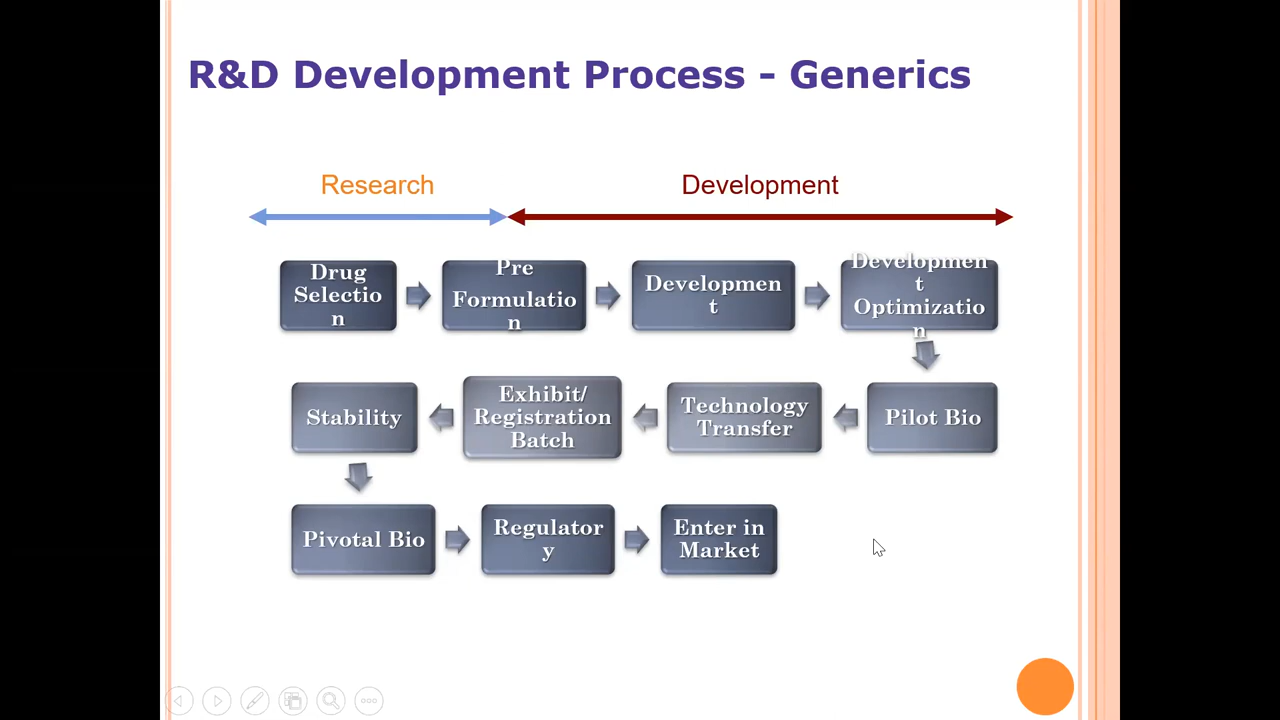 R&D Development Process - Generics
Research
Development
Drug
Selectio
n
Pre
Formulatio
n
Developmen
t
Developmen
t
Optimizatio
n
Pilot Bio
Technology
Transfer
Exhibit/
Registration
Batch
Stability
Pivotal Bio
Regulator
y
Enter in
Market